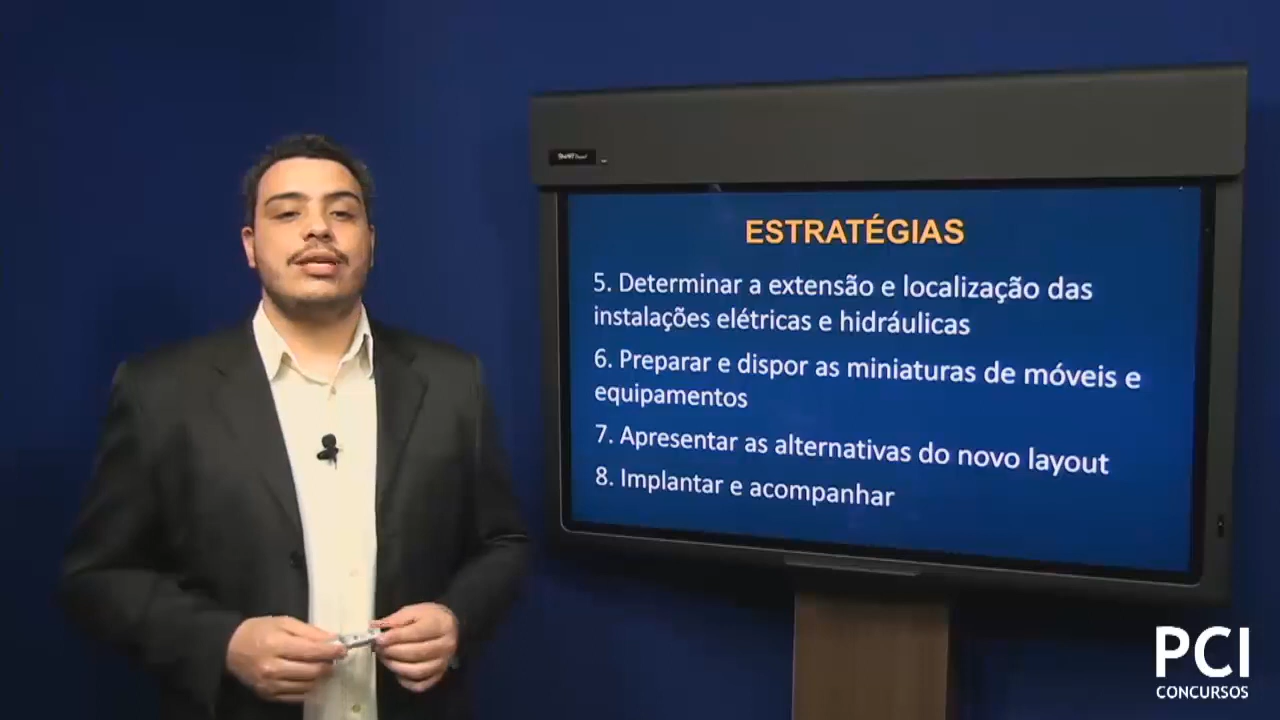 ESTRATÉGIAS
5. Determinar a extensão e localização das
instalações elétricas e hidráulicas
6. Preparar e dispor as miniaturas de móveis e
equipamentos
7. Apresentar as alternativas do novo layout
8. Implantar e acompanhar
PCI
CONCURSOS